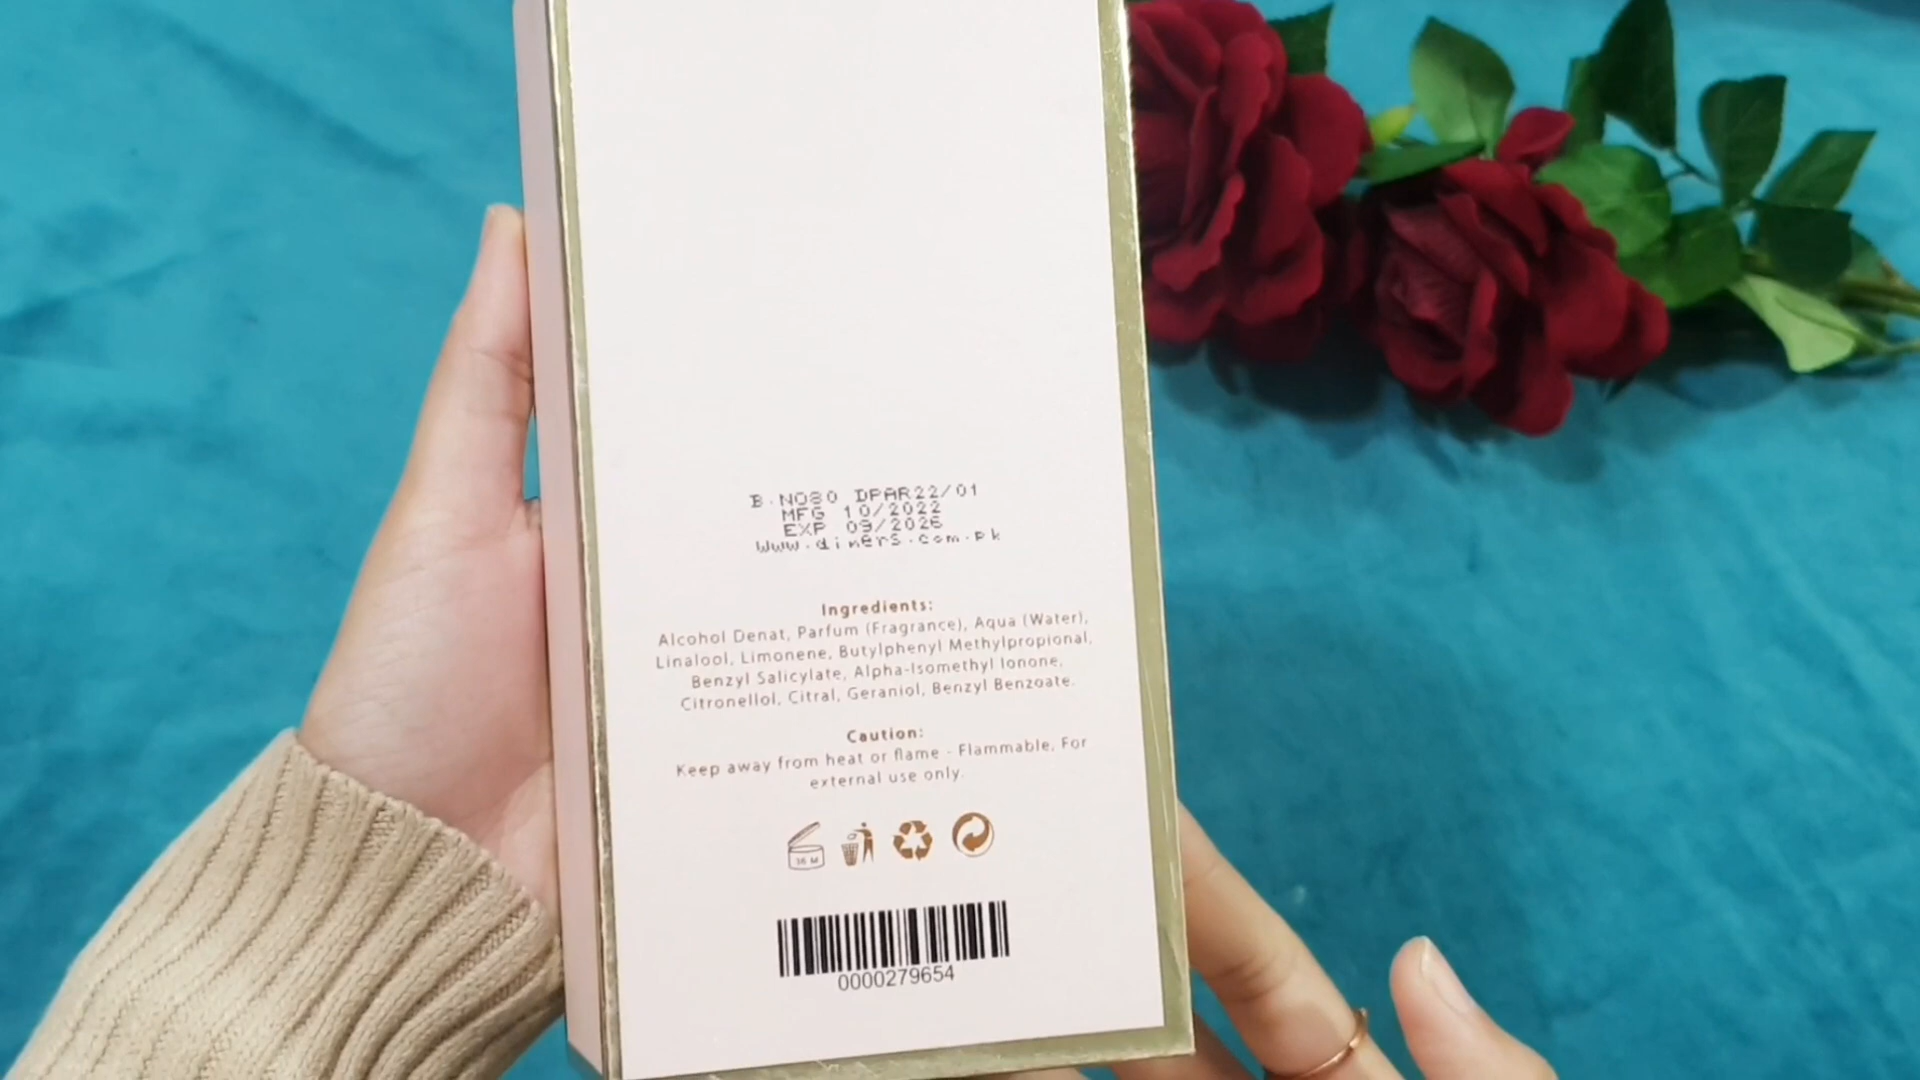 B.NO80 DPAR22/01
MFG 10/2022
EXP 09/2026
Www.diners.com.pk
Ingredients:
Alcohol Denat, Parfum (Fragrance), Aqua (Water),
Linalool, Limonene, Butylphenyl Methylpropional,
Benzyl Salicylate, Alpha-Isomethyl Ionone,
Citronellol, Citral, Geraniol, Benzyl Benzoate.
Caution:
Keep away from heat or flame - Flammable, For
external use only.
36 M
0000279654